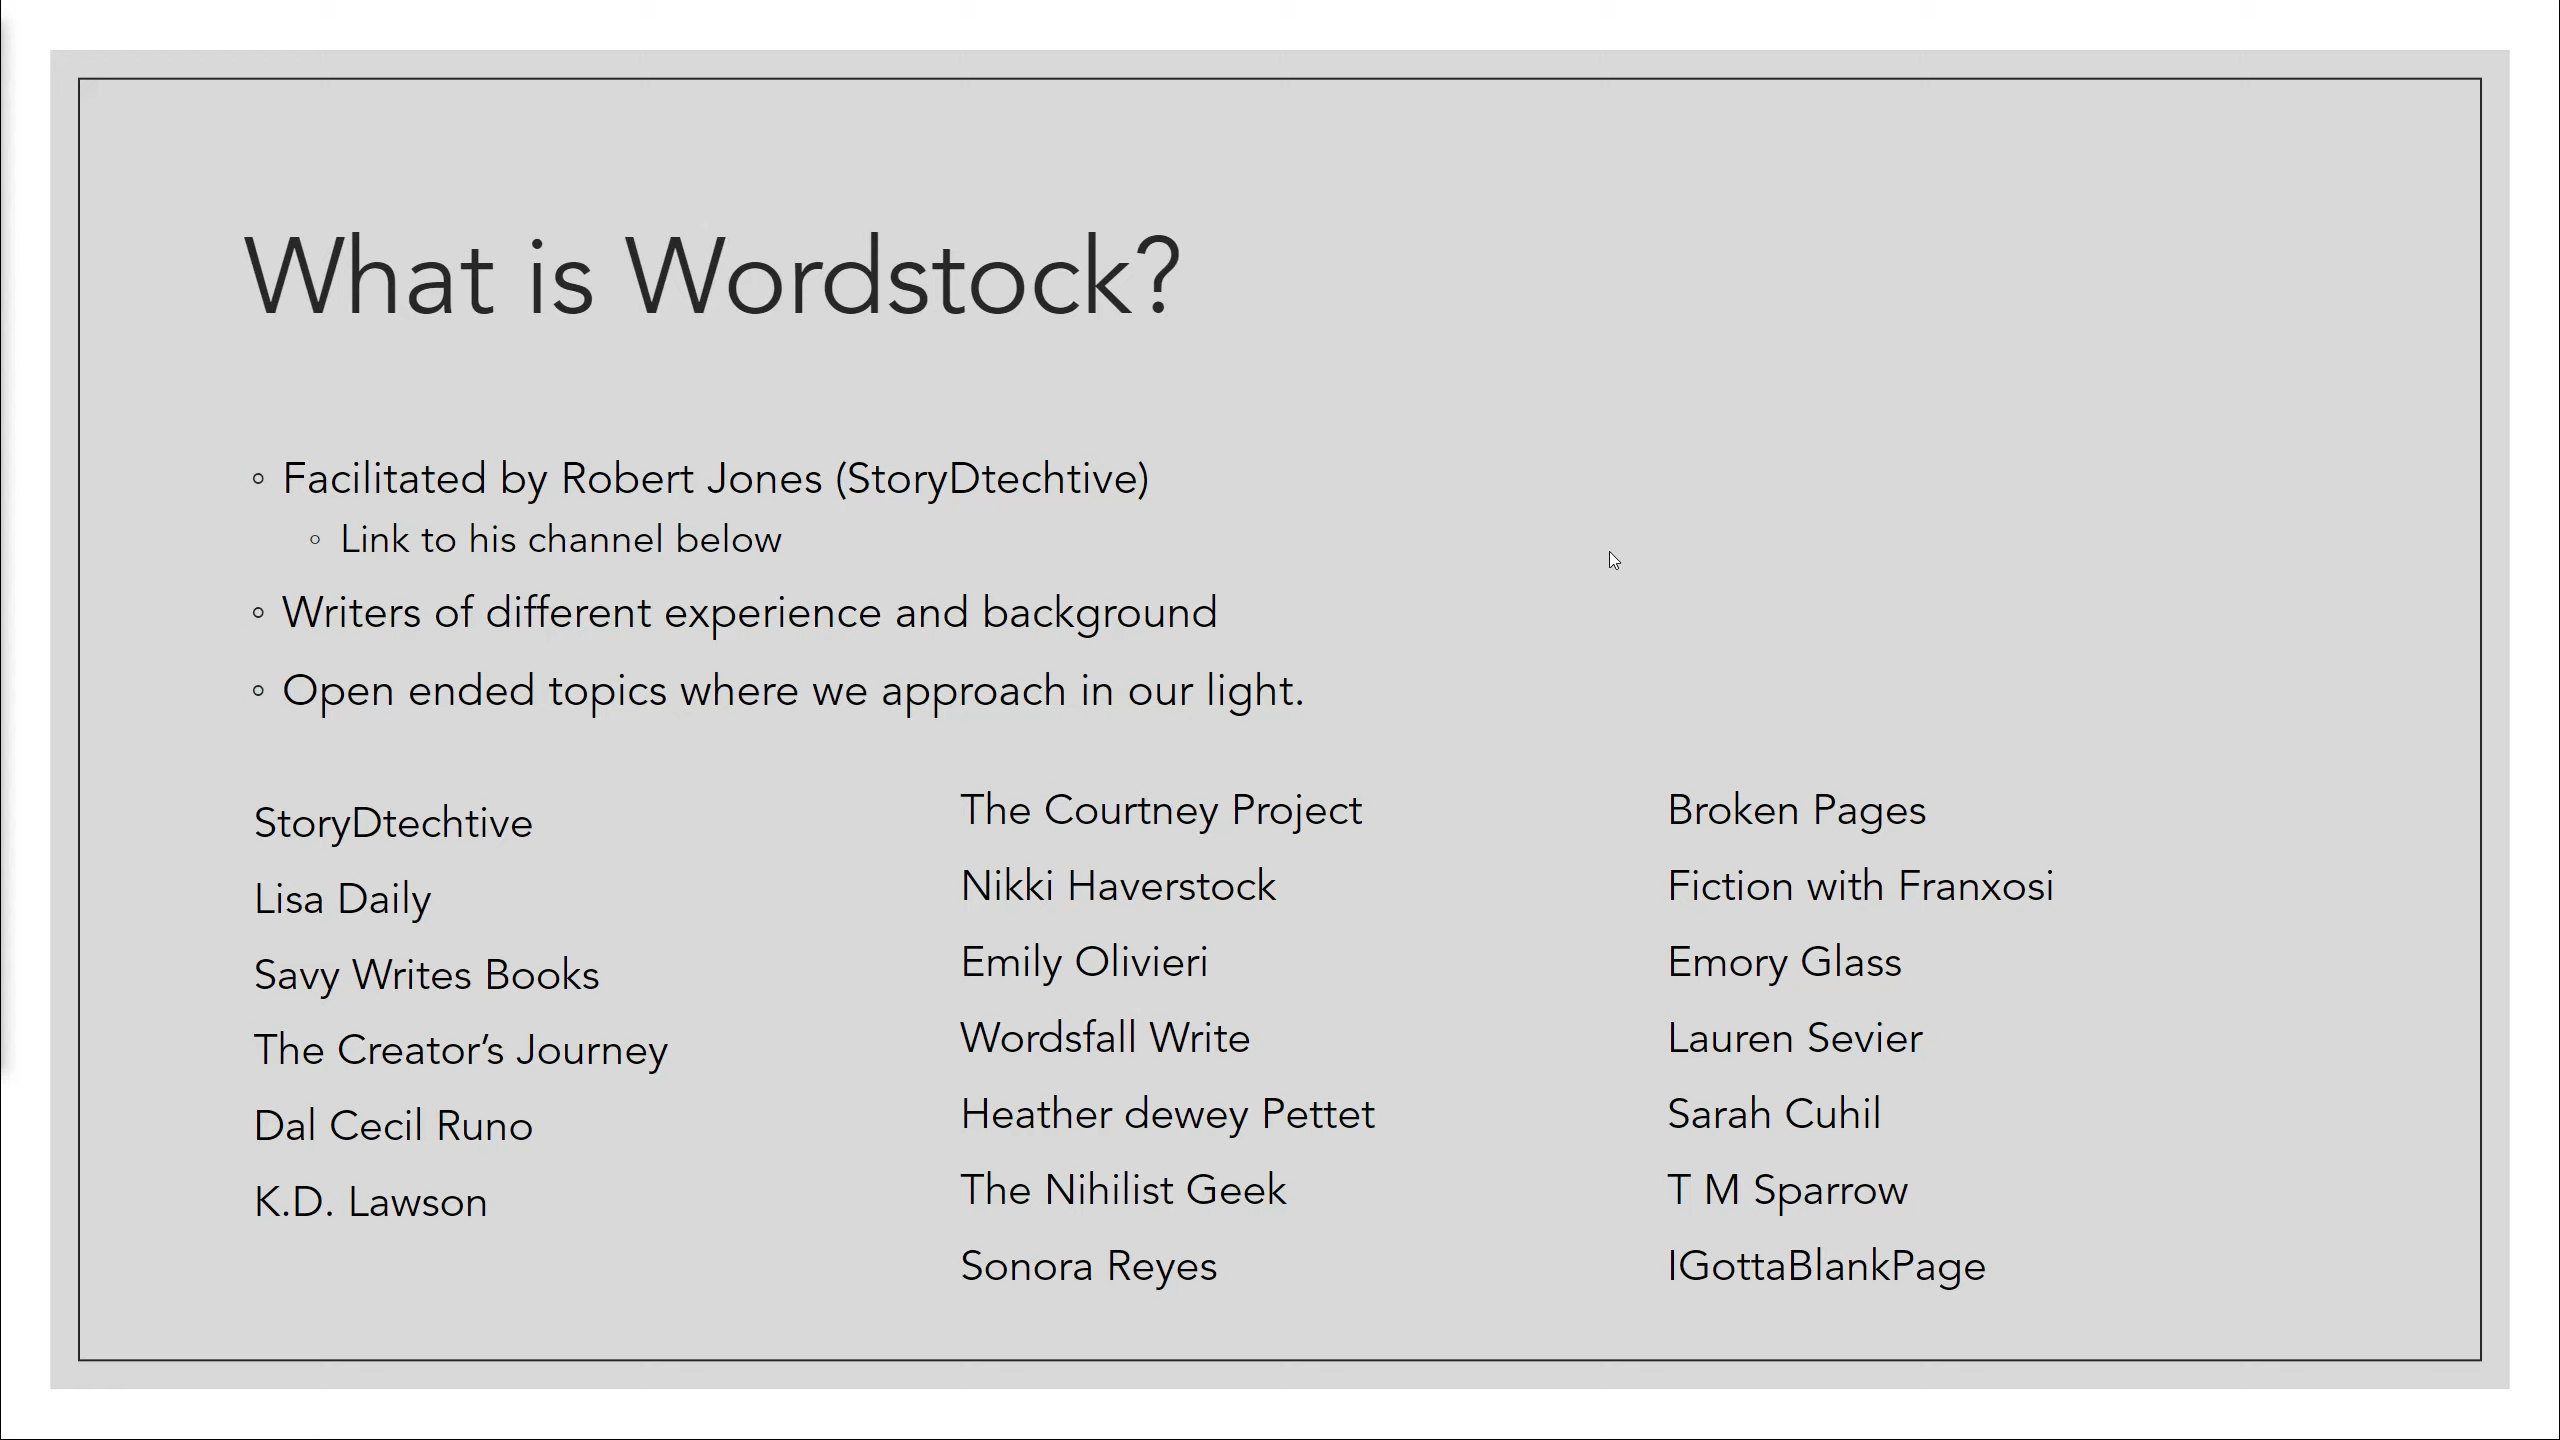 What is Wordstock?
◦ Facilitated by Robert Jones (StoryDtechtive)
◦ Link to his channel below
◦ Writers of different experience and background
◦ Open ended topics where we approach in our light.
StoryDtechtive
Lisa Daily
Savy Writes Books
The Creator’s Journey
Dal Cecil Runo
K.D. Lawson
The Courtney Project
Nikki Haverstock
Emily Olivieri
Wordsfall Write
Heather dewey Pettet
The Nihilist Geek
Sonora Reyes
Broken Pages
Fiction with Franxosi
Emory Glass
Lauren Sevier
Sarah Cuhil
T M Sparrow
IGottaBlankPage